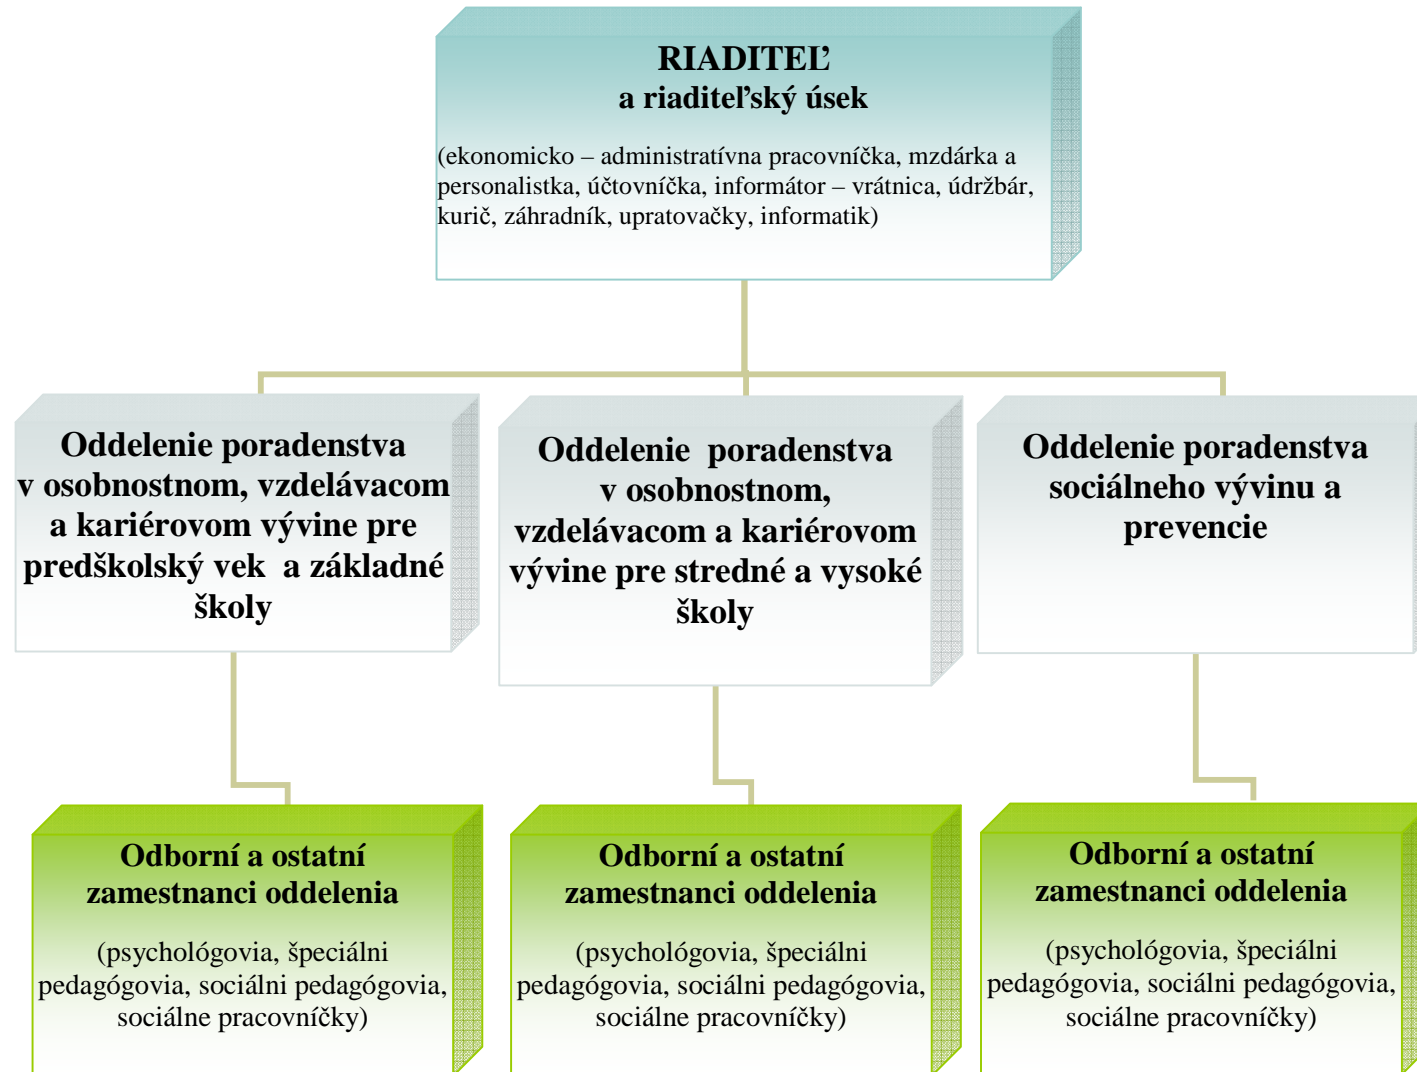 RIADITEĽ
a riaditeľský úsek
(ekonomicko – administratívna pracovníčka, mzdárka a
personalistka, účtovníčka, informátor – vrátnica, údržbár,
kurič, záhradník, upratovačky, informatik)
Oddelenie poradenstva
v osobnostnom, vzdelávacom
a kariérovom vývine pre
predškolský vek a základné
školy
Oddelenie poradenstva
v osobnostnom,
vzdelávacom a kariérovom
vývine pre stredné a vysoké
školy
Oddelenie poradenstva
sociálneho vývinu a
prevencie
Odborní a ostatní
zamestnanci oddelenia
(psychológovia, špeciálni
pedagógovia, sociálni pedagógovia,
sociálne pracovníčky)
Odborní a ostatní
zamestnanci oddelenia
(psychológovia, špeciálni
pedagógovia, sociálni pedagógovia,
sociálne pracovníčky)
Odborní a ostatní
zamestnanci oddelenia
(psychológovia, špeciálni
pedagógovia, sociálni pedagógovia,
sociálne pracovníčky)